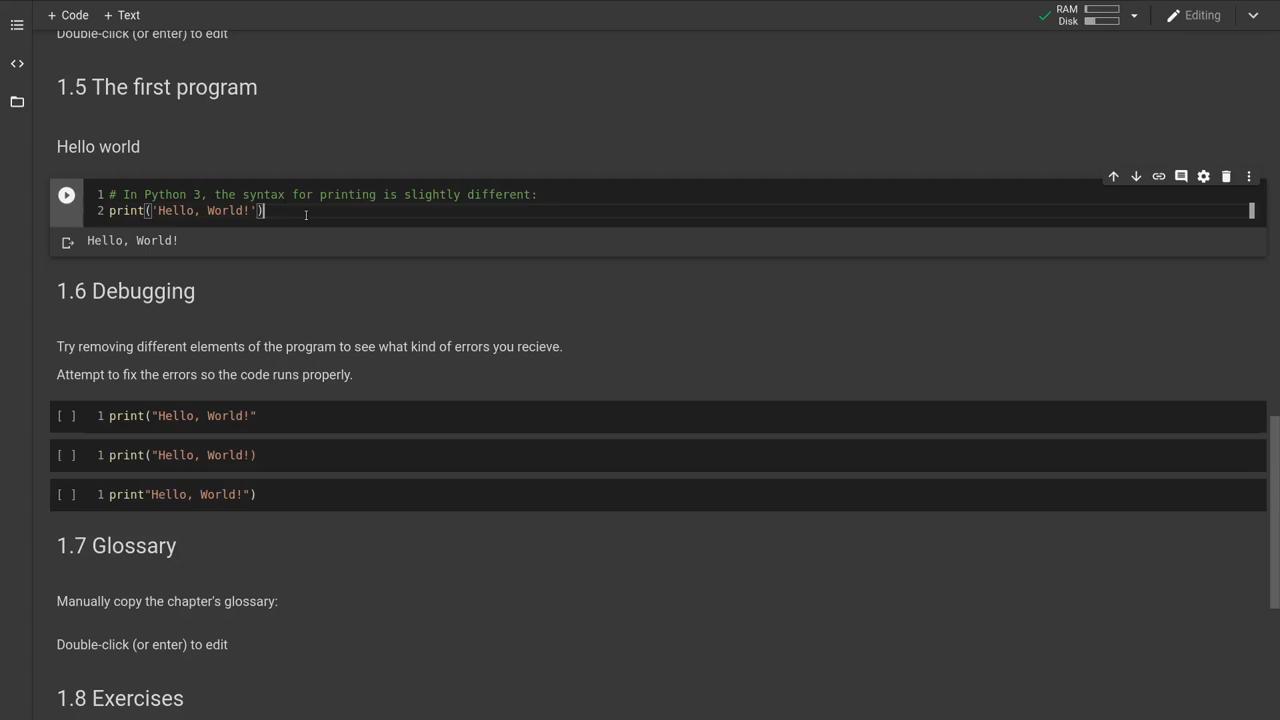 + Code + Text
RAM
Disk
Editing
Double-click (or enter) to edit
1.5 The first program
Hello world
1 # In Python 3, the syntax for printing is slightly different:
2 print('Hello, World!')
Hello, World!
1.6 Debugging
Try removing different elements of the program to see what kind of errors you recieve.
Attempt to fix the errors so the code runs properly.
[ ] 1 print("Hello, World!"
[ ] 1 print("Hello, World!)
[ ] 1 print"Hello, World!")
1.7 Glossary
Manually copy the chapter's glossary:
Double-click (or enter) to edit
1.8 Exercises